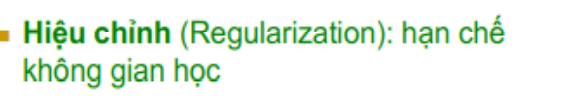 Hiệu chỉnh (Regularization): hạn chế
không gian học